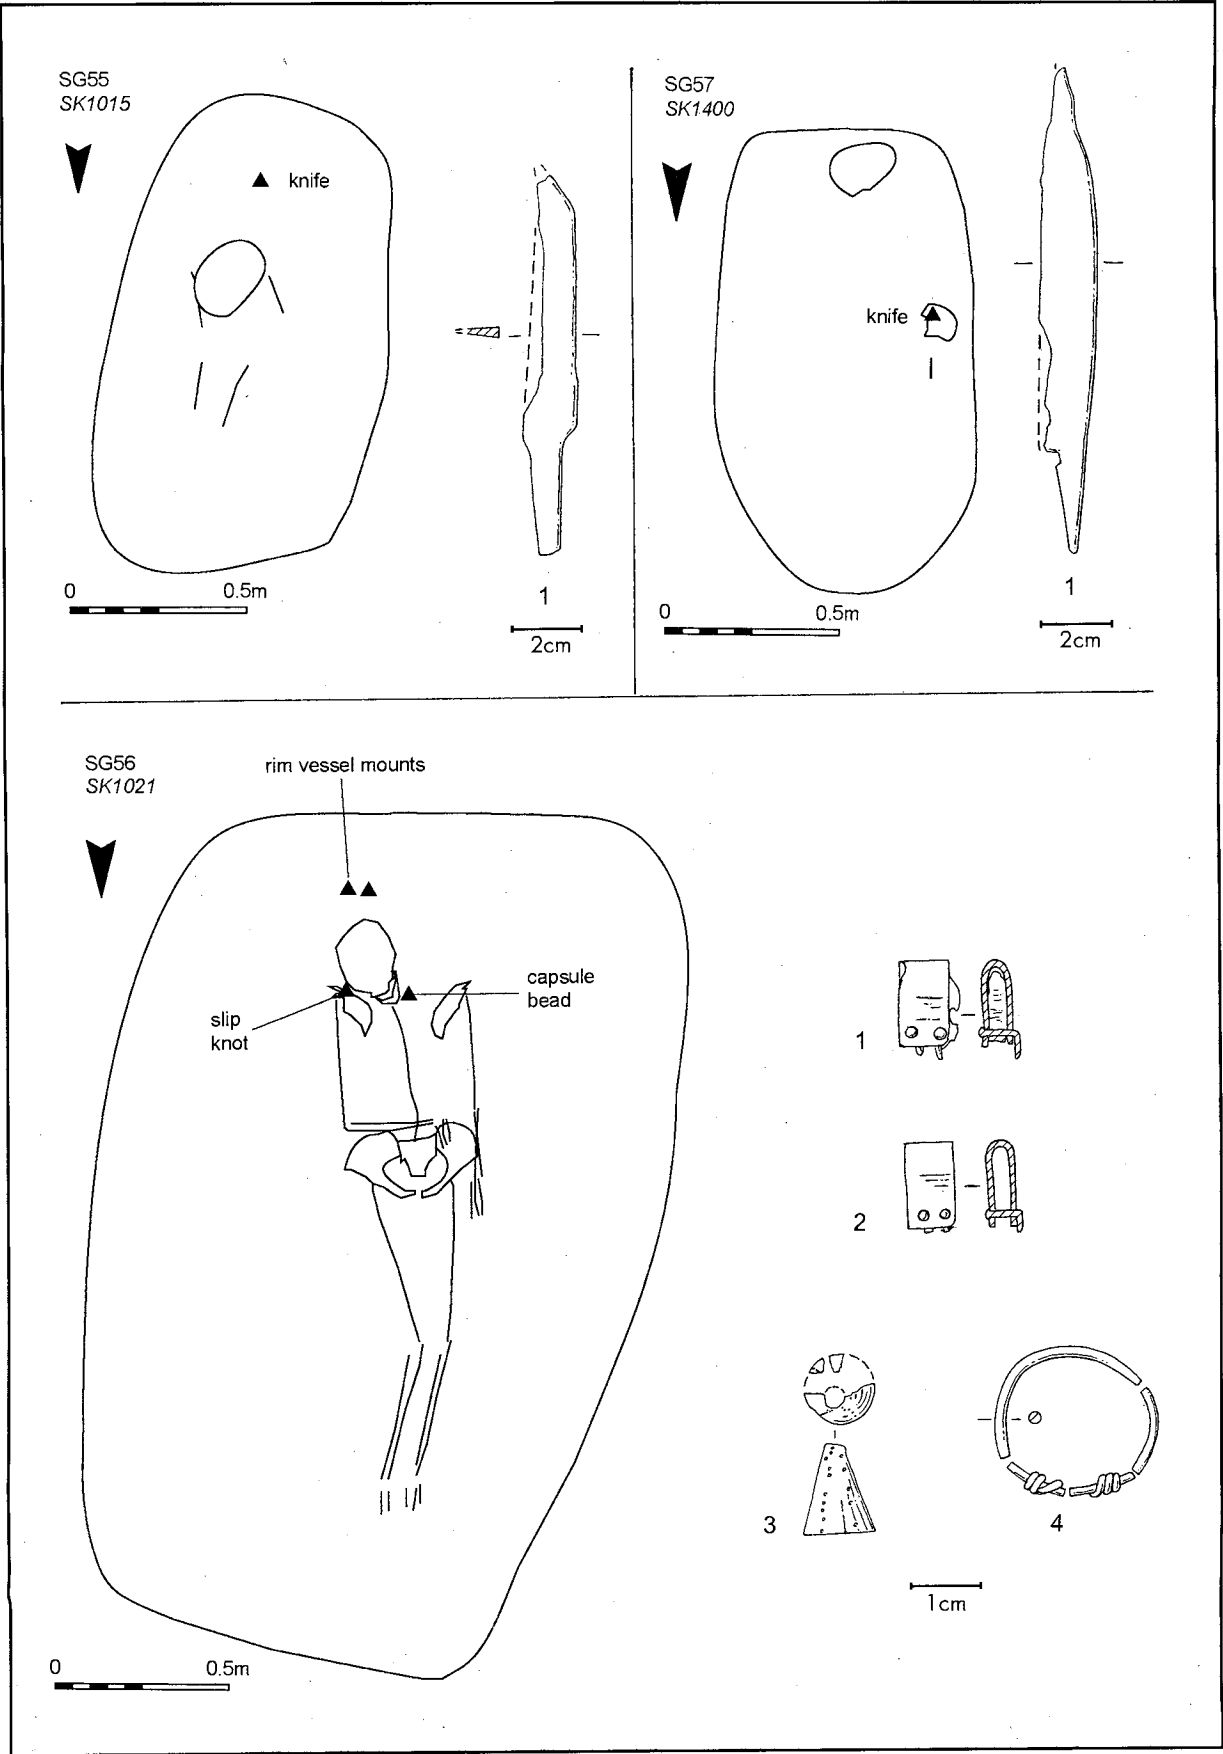 SG55
SK1015
knife
0 0.5m
1
2cm
SG57
SK1400
knife
0 0.5m
1
2cm
SG56
SK1021
rim vessel mounts
capsule
bead
slip
knot
0 0.5m
1
2
3
4
1cm